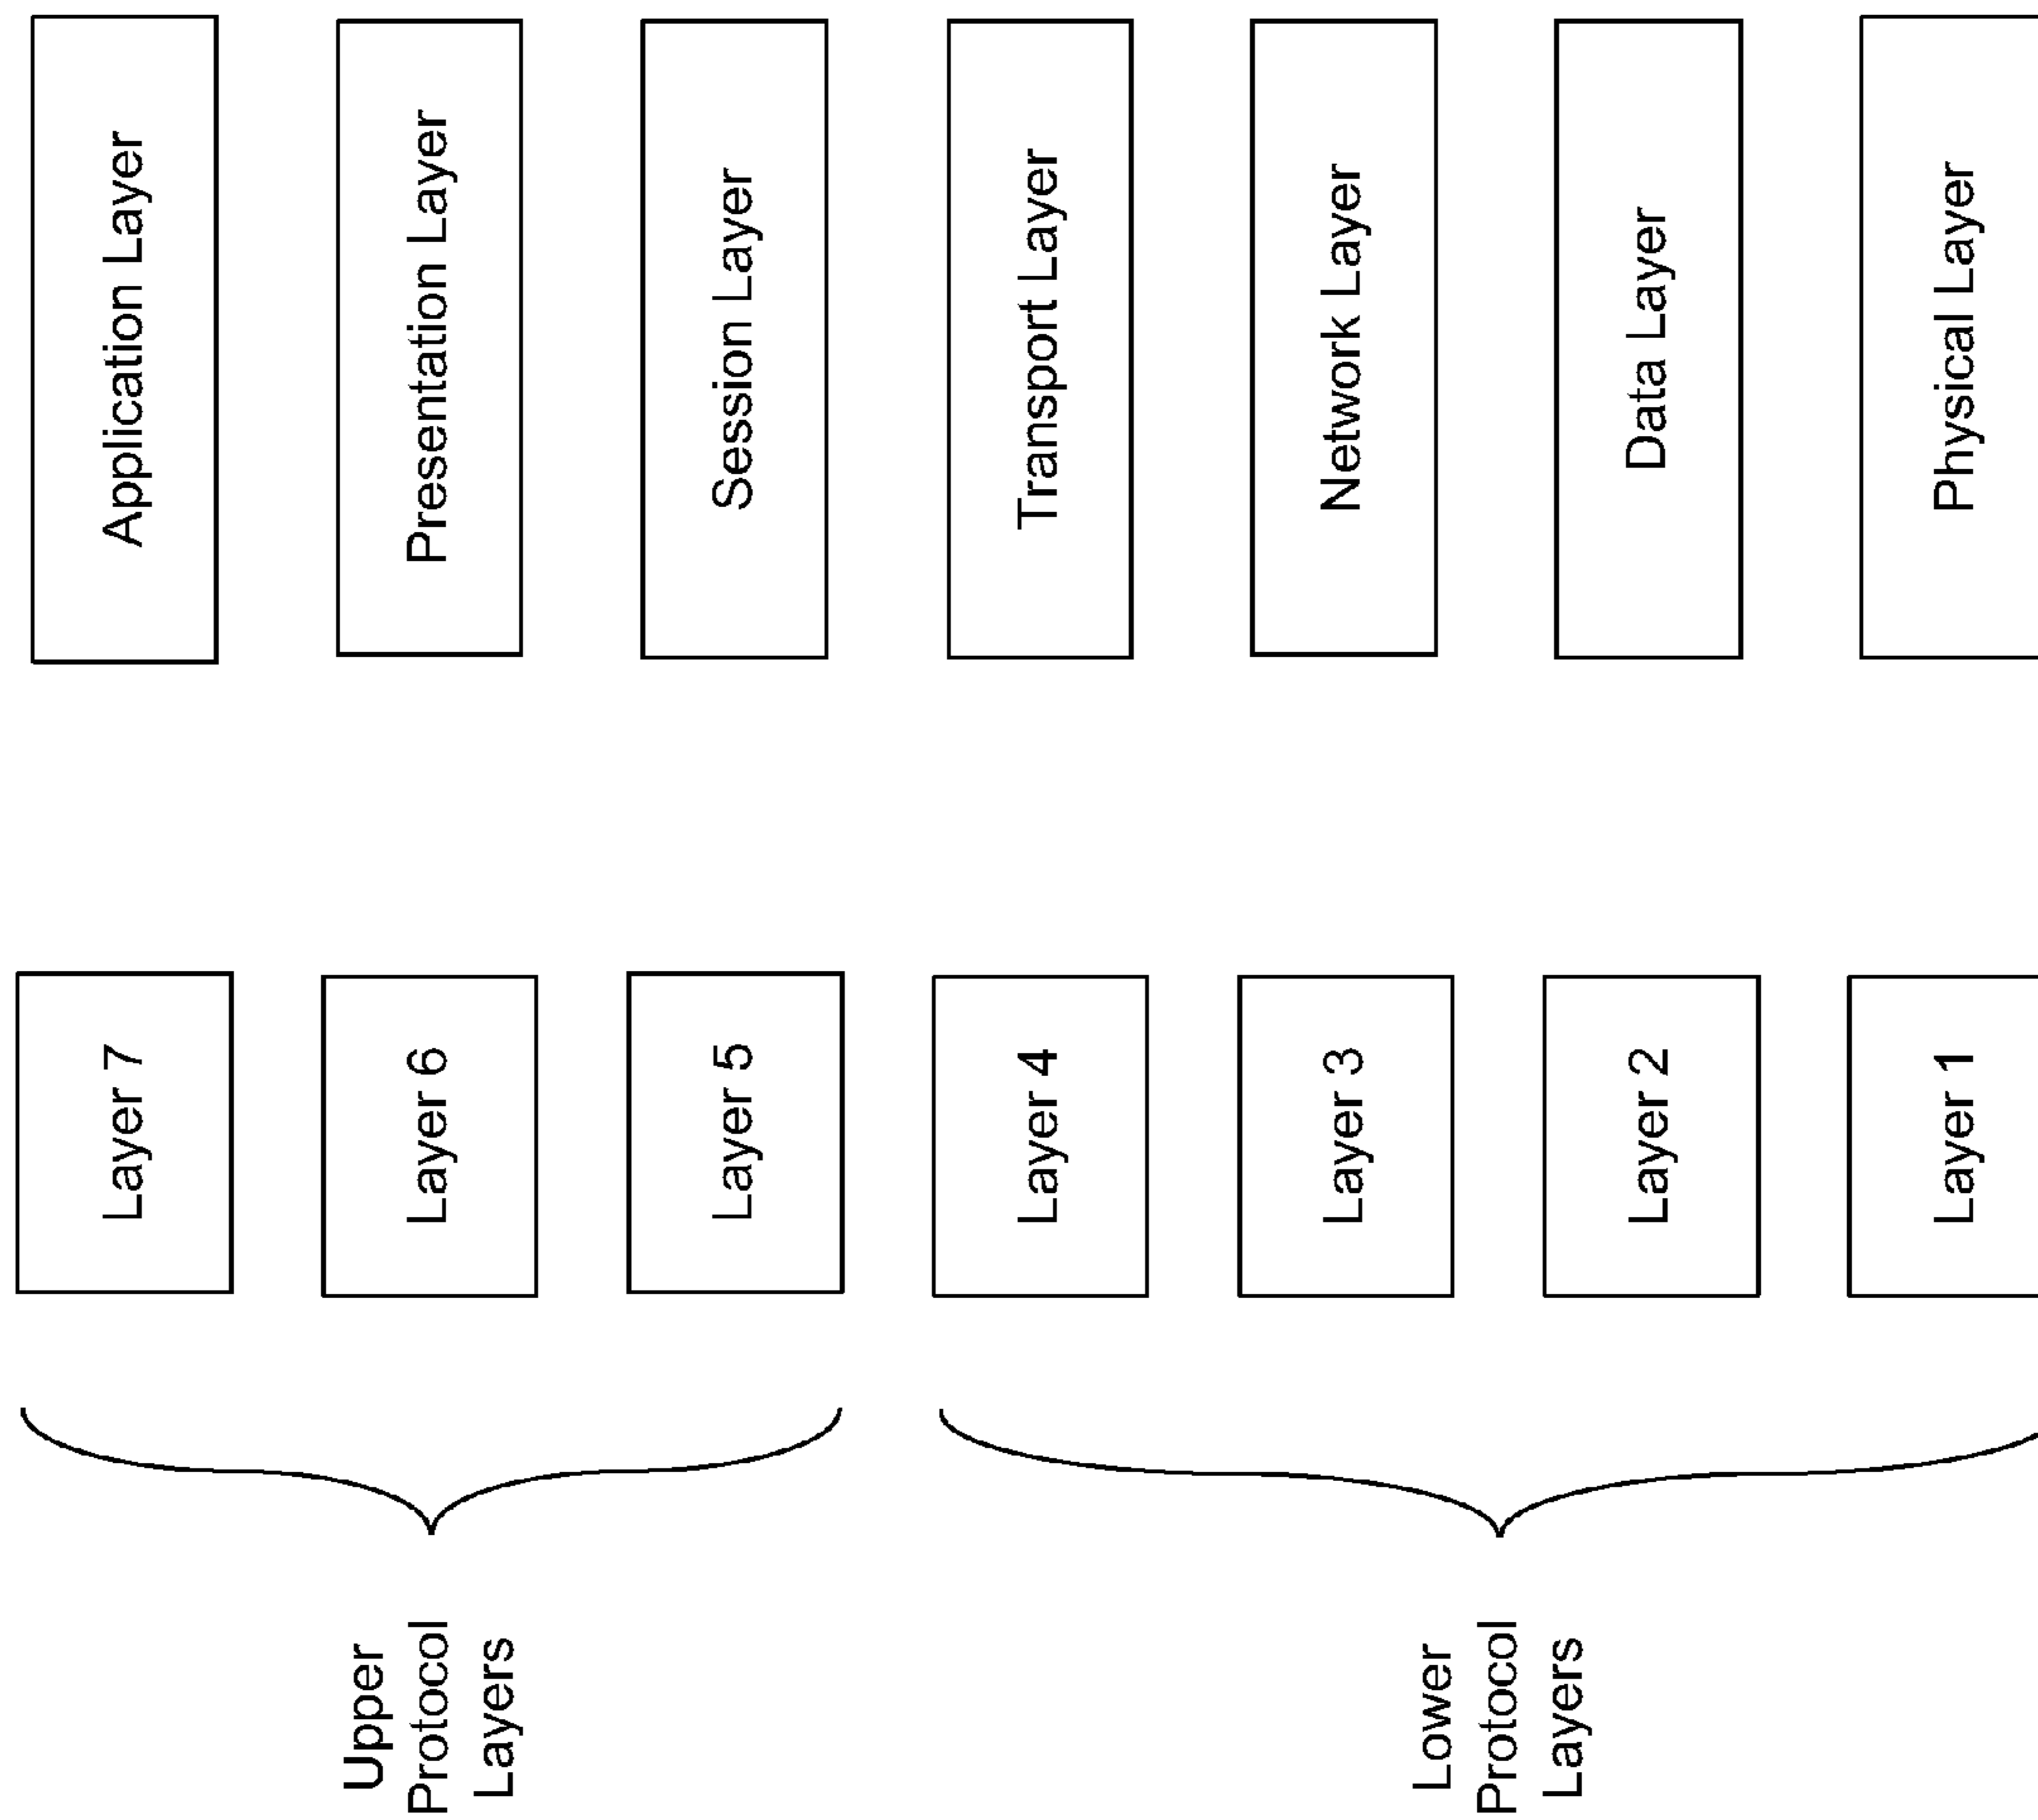 Upper
Protocol
Layers
Layer 7
Application Layer
Layer 6
Presentation Layer
Layer 5
Session Layer
Lower
Protocol
Layers
Layer 4
Transport Layer
Layer 3
Network Layer
Layer 2
Data Layer
Layer 1
Physical Layer